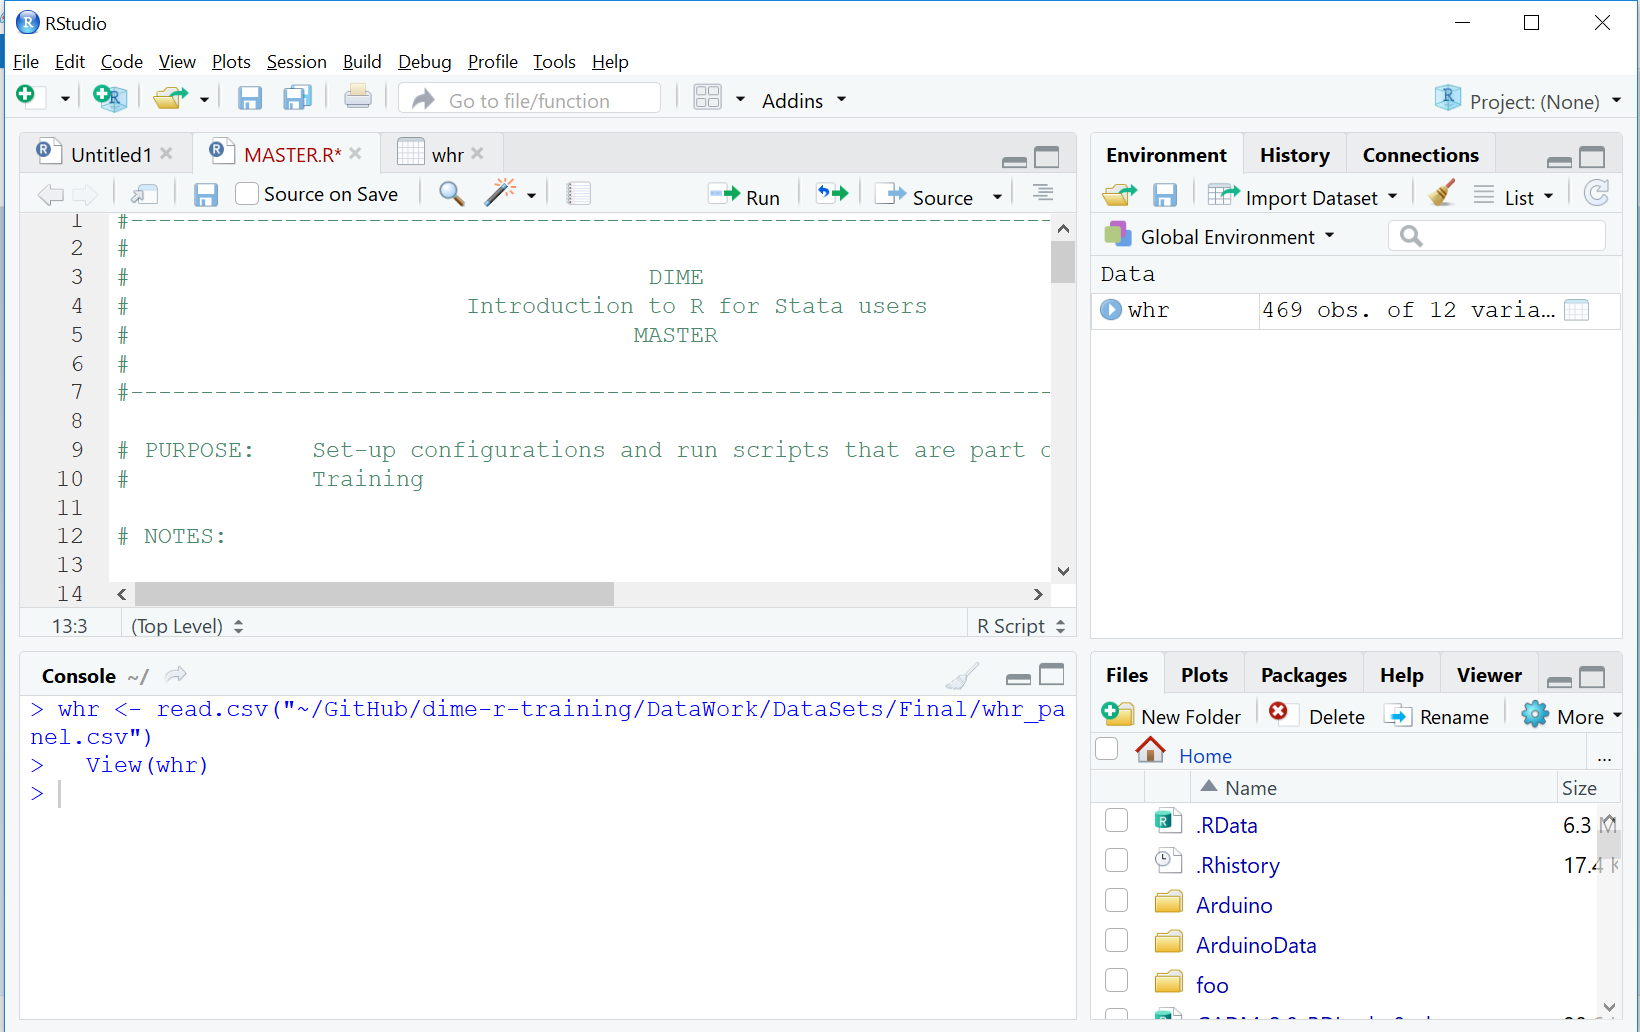 RStudio
File Edit Code View Plots Session Build Debug Profile Tools Help
Go to file/function Addins Project: (None)
Untitled1 MASTER.R* whr
Source on Save Run Source
1 #------------------------------------------------------------------
2 #
3 # DIME
4 # Introduction to R for Stata users
5 # MASTER
6 #
7 #------------------------------------------------------------------
8
9 # PURPOSE: Set-up configurations and run scripts that are part
10 # Training
11
12 # NOTES:
13
14
13:3 (Top Level) R Script
Console ~/
> whr <- read.csv("~/GitHub/dime-r-training/DataWork/DataSets/Final/whr_pa
nel.csv")
> View(whr)
>
Environment History Connections
Import Dataset List
Global Environment
Data
whr 469 obs. of 12 varia…
Files Plots Packages Help Viewer
New Folder Delete Rename More
Home ...
Name Size
.RData 6.3 M
.Rhistory 17.4 K
Arduino
ArduinoData
foo